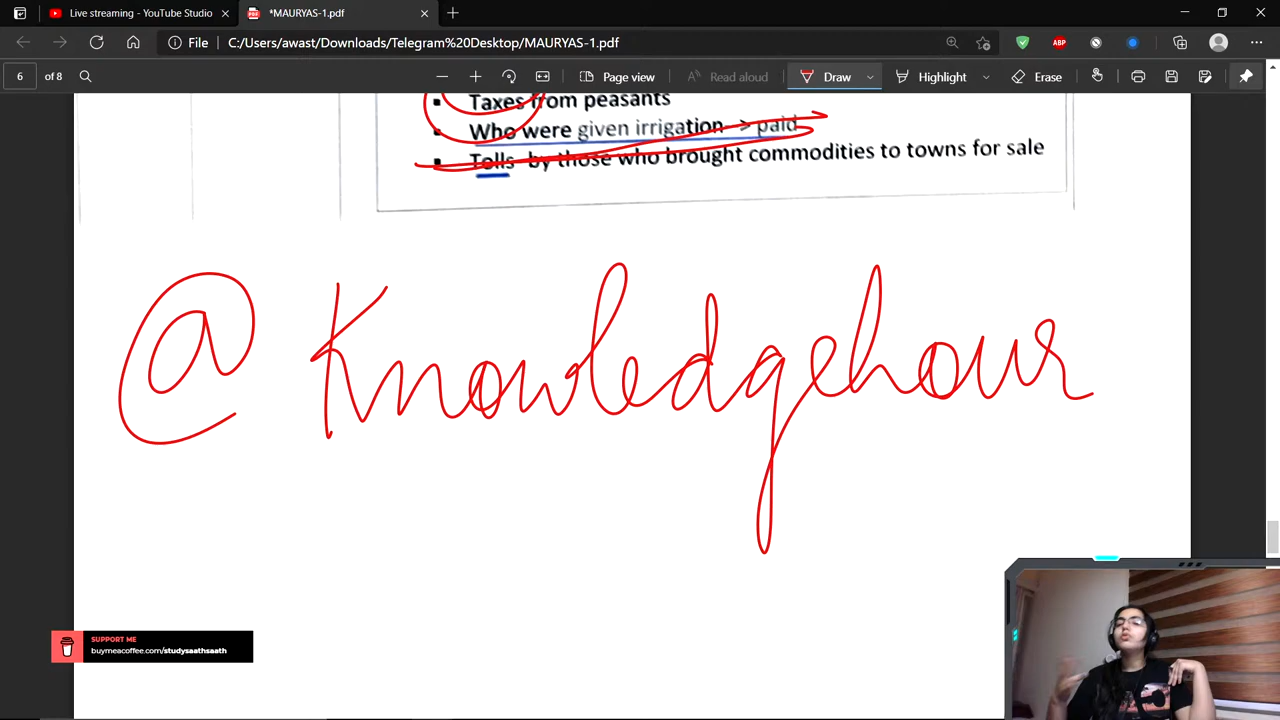 Live streaming - YouTube Studio
*MAURYAS-1.pdf
File
C:/Users/awast/Downloads/Telegram%20Desktop/MAURYAS-1.pdf
6 of 8
Page view
Read aloud
Draw
Highlight
Erase
ABP
▪ Taxes from peasants
▪ Who were given irrigation -> paid
▪ Tolls by those who brought commodities to towns for sale
@ Knowledgehour
SUPPORT ME
buymeacoffee.com/studysaathsaath